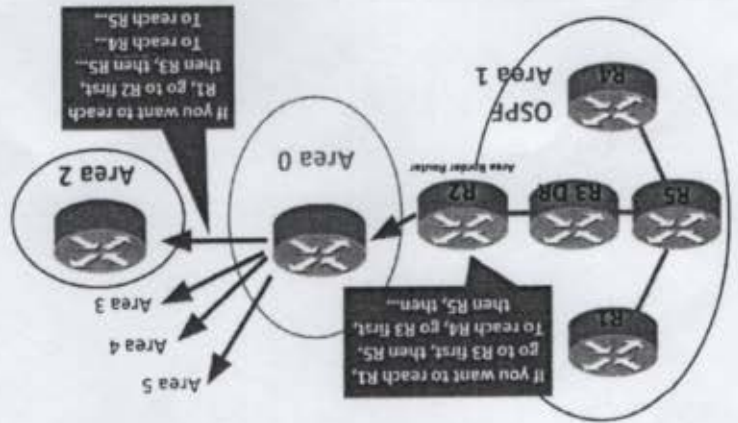 Area 5
Area 4
Area 3
Area 2
If you want to reach
R1, go to R2 first,
then R3, then R5...
To reach R4...
To reach R5...
Area 0
If you want to reach R1,
go to R3 first, then R5.
To reach R4, go R3 first,
then R5, then...
R1
R2
Area Border Router
R3 DR
R5
OSPF
Area 1
R4